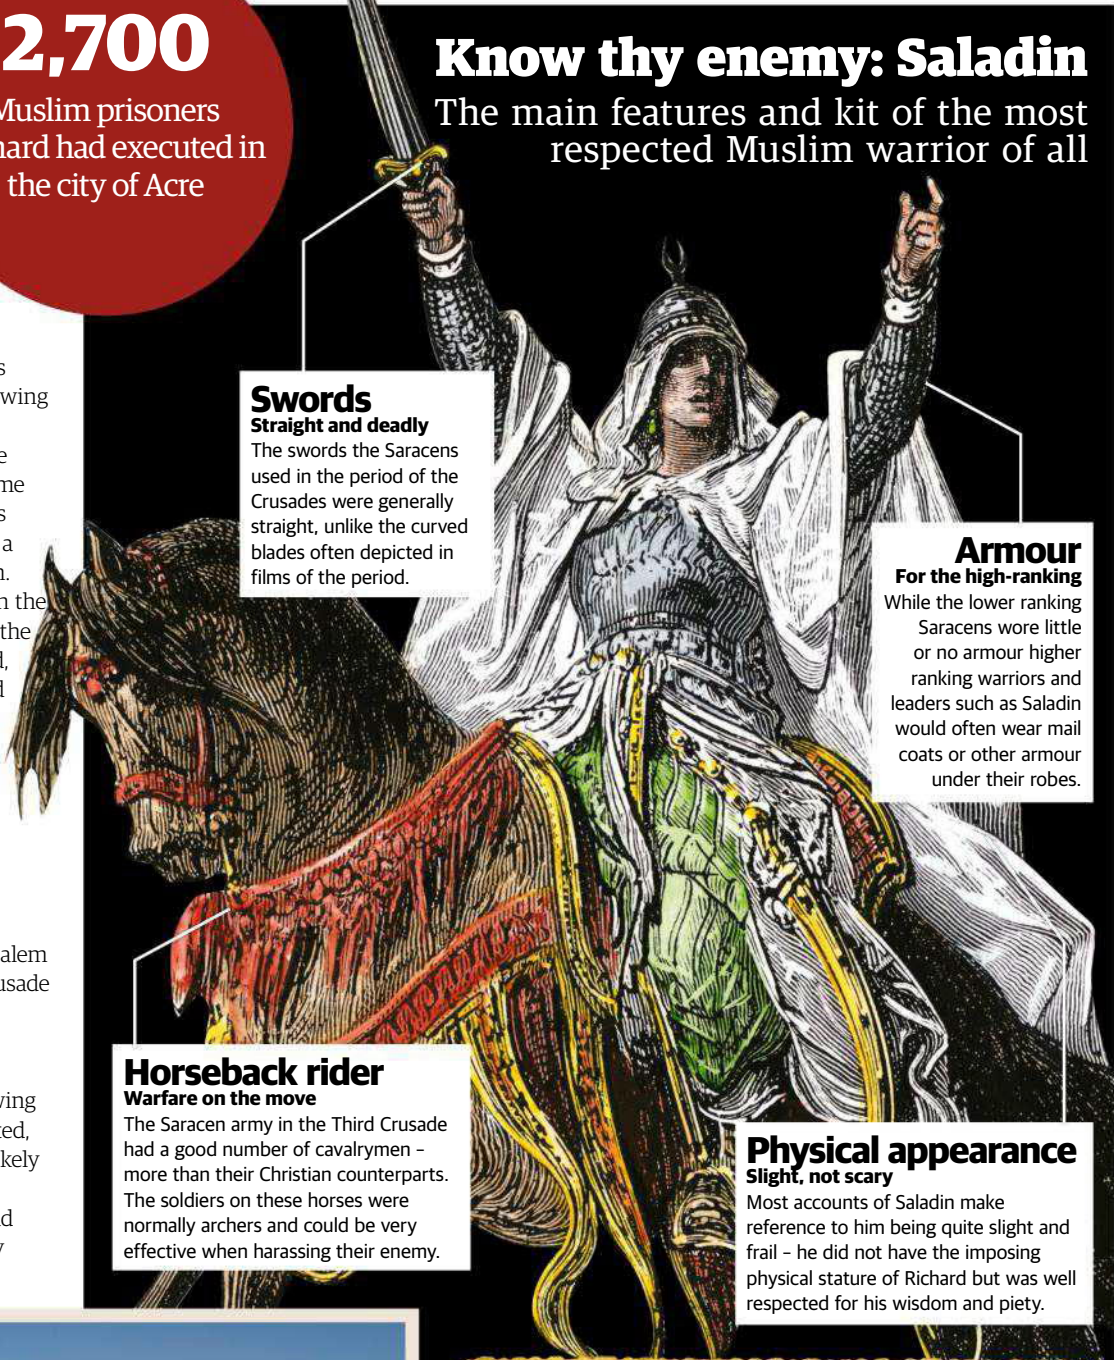 2,700
Muslim prisoners
had executed in
the city of Acre
Know thy enemy: Saladin
The main features and kit of the most
respected Muslim warrior of all
Swords
Straight and deadly
The swords the Saracens
used in the period of the
Crusades were generally
straight, unlike the curved
blades often depicted in
films of the period.
Armour
For the high-ranking
While the lower ranking
Saracens wore little
or no armour higher
ranking warriors and
leaders such as Saladin
would often wear mail
coats or other armour
under their robes.
a
the
the
Horseback rider
Warfare on the move
The Saracen army in the Third Crusade
had a good number of cavalrymen –
more than their Christian counterparts.
The soldiers on these horses were
normally archers and could be very
effective when harassing their enemy.
Physical appearance
Slight, not scary
Most accounts of Saladin make
reference to him being quite slight and
frail – he did not have the imposing
physical stature of Richard but was well
respected for his wisdom and piety.